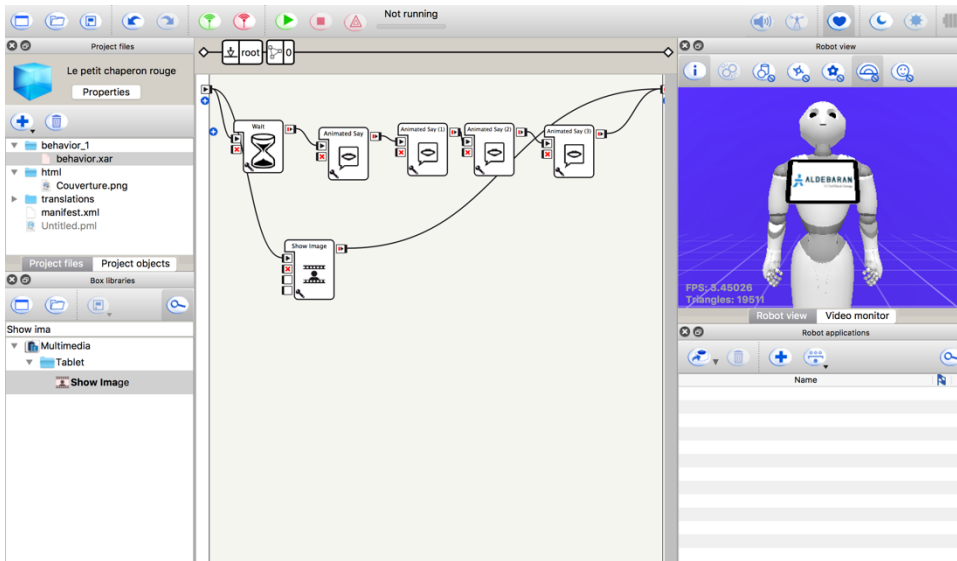 Not running
Project files
Le petit chaperon rouge
Properties
behavior_1
behavior.xar
html
Couverture.png
translations
manifest.xml
Untitled.pml
Project files
Project objects
Box libraries
Show ima
Multimedia
Tablet
Show Image
root
0
Wait
Animated Say
Animated Say (1)
Animated Say (2)
Animated Say (3)
Show Image
Robot view
ALDEBARAN
FPS: 3.45026
Triangles: 19511
Robot view
Video monitor
Robot applications
Name